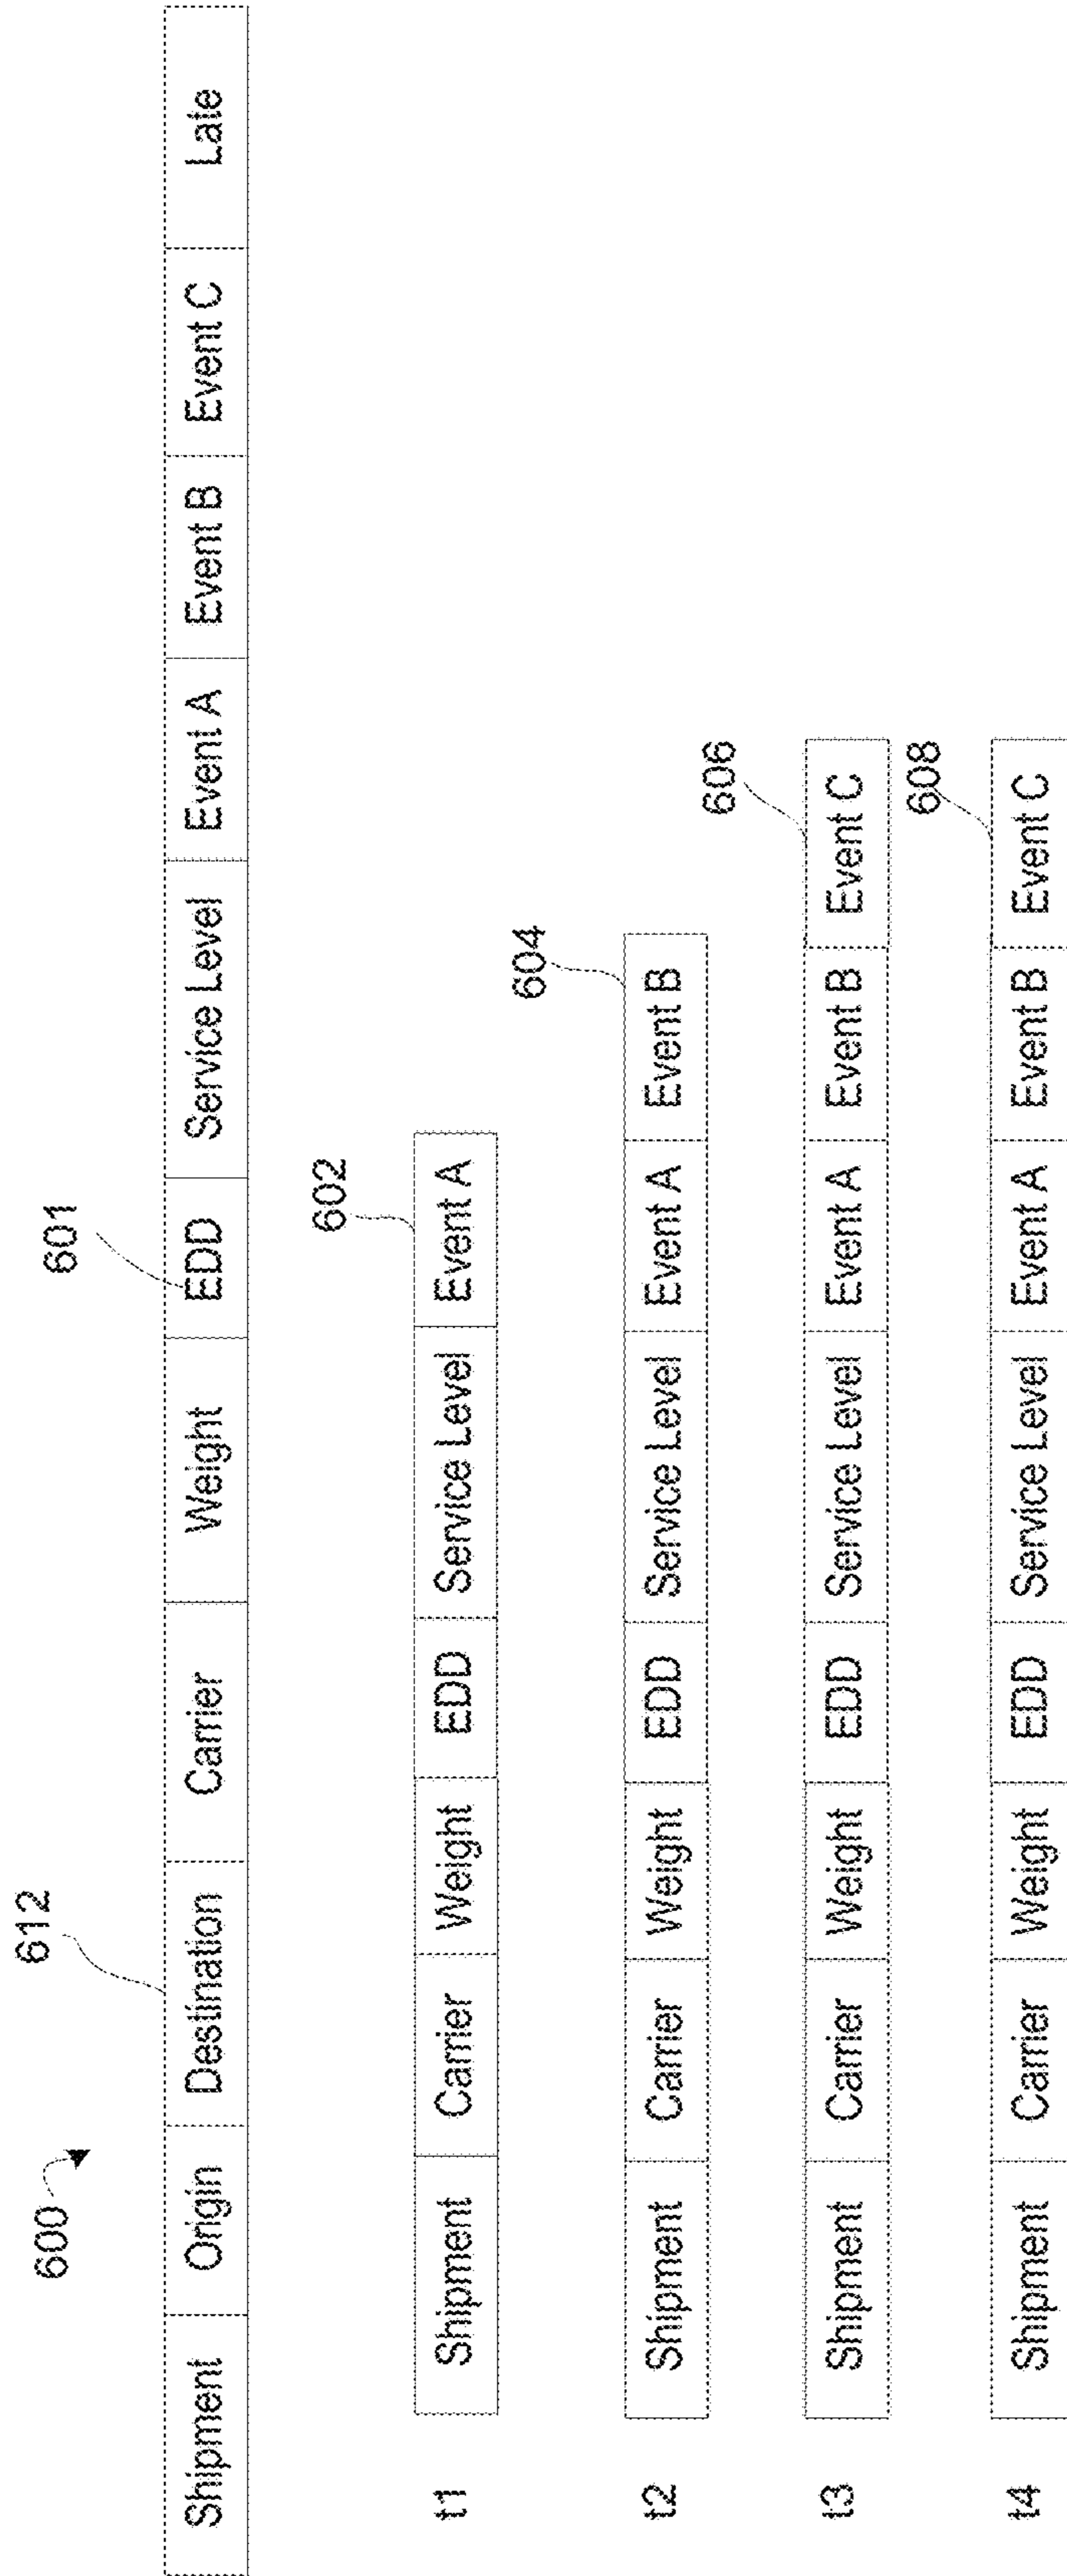 600
612
601
Shipment Origin Destination Carrier Weight EDD Service Level Event A Event B Event C Late
602
t1 Shipment Carrier Weight EDD Service Level Event A
604
t2 Shipment Carrier Weight EDD Service Level Event A Event B
606
t3 Shipment Carrier Weight EDD Service Level Event A Event B Event C
608
t4 Shipment Carrier Weight EDD Service Level Event A Event B Event C